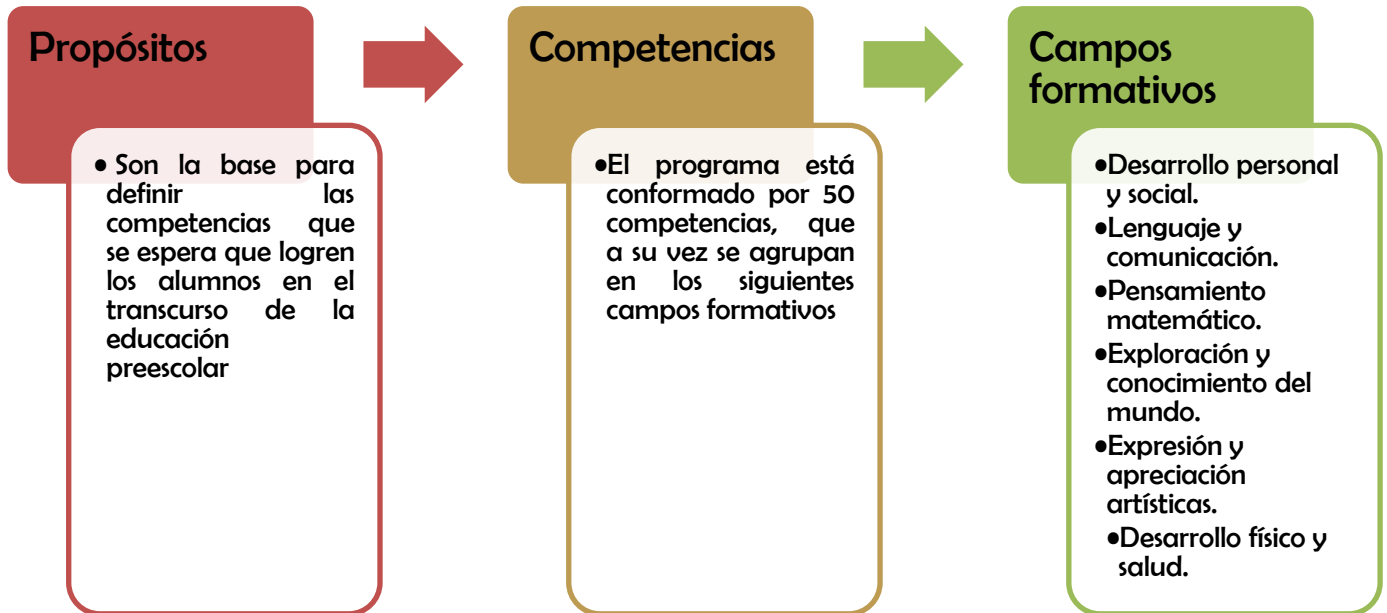 Propósitos
• Son la base para
definir las
competencias que
se espera que logren
los alumnos en el
transcurso de la
educación
preescolar
Competencias
•El programa está
conformado por 50
competencias, que
a su vez se agrupan
en los siguientes
campos formativos
Campos
formativos
•Desarrollo personal
y social.
•Lenguaje y
comunicación.
•Pensamiento
matemático.
•Exploración y
conocimiento del
mundo.
•Expresión y
apreciación
artísticas.
•Desarrollo físico y
salud.